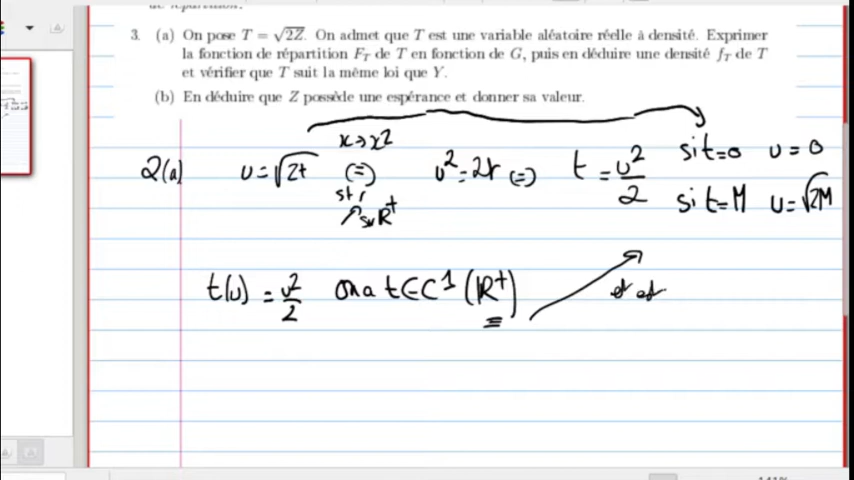 3. (a) On pose T = √2Z. On admet que T est une variable aléatoire réelle à densité. Exprimer
la fonction de répartition F_T de T en fonction de G, puis en déduire une densité f_T de T
et vérifier que T suit la même loi que Y.
(b) En déduire que Z possède une espérance et donner sa valeur.
x→x²
2(a) u=√2t (=) u²=2t (=) t = u²/2 si t=0 u=0
str ↗ sur R⁺ si t=M u=√2M
t(u) = u²/2 on a t∈C¹(R⁺) et